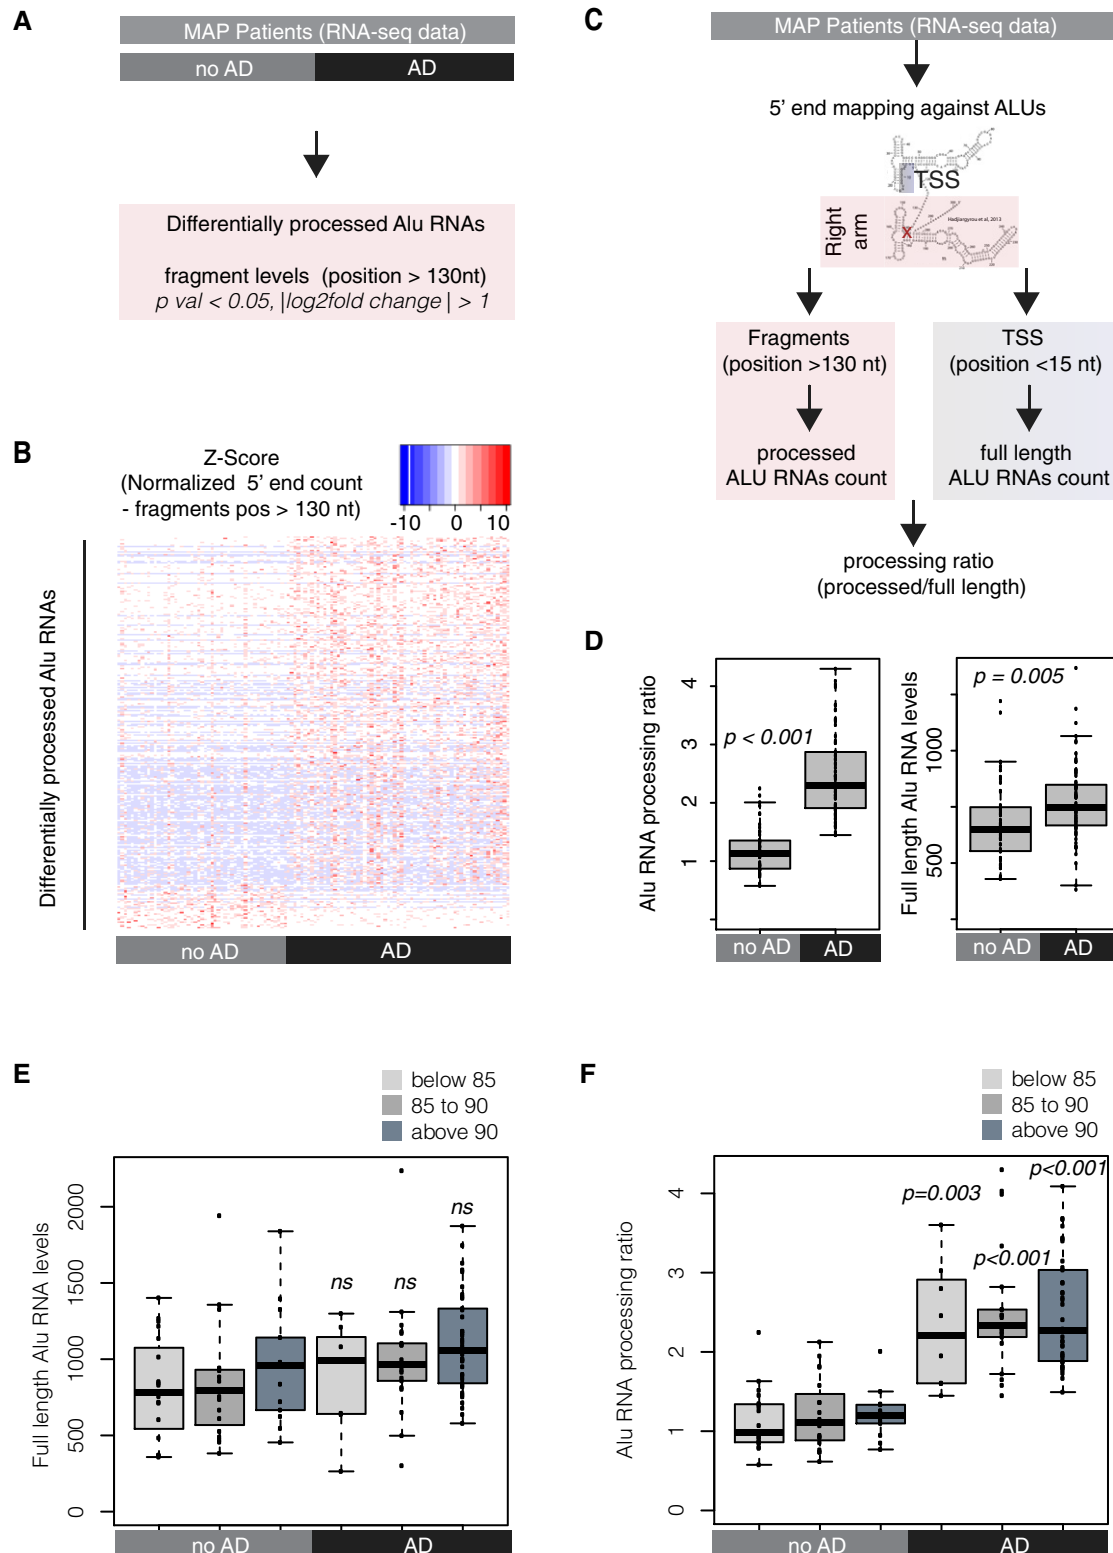 A
MAP Patients (RNA-seq data)
no AD
AD
Differentially processed Alu RNAs
fragment levels (position > 130nt)
p val < 0.05, |log2fold change | > 1
B
Z-Score
(Normalized 5' end count
- fragments pos > 130 nt)
-10
0
10
Differentially processed Alu RNAs
no AD
AD
C
MAP Patients (RNA-seq data)
5' end mapping against ALUs
TSS
Right
arm
Hadjiargyrou et al, 2013
X
Fragments
(position >130 nt)
processed
ALU RNAs count
TSS
(position <15 nt)
full length
ALU RNAs count
processing ratio
(processed/full length)
D
Alu RNA processing ratio
4
3
2
1
p < 0.001
no AD
AD
Full length Alu RNA levels
1000
500
p = 0.005
no AD
AD
E
below 85
85 to 90
above 90
Full length Alu RNA levels
2000
1500
1000
500
0
ns
ns
ns
no AD
AD
F
below 85
85 to 90
above 90
Alu RNA processing ratio
4
3
2
1
0
p=0.003
p<0.001
p<0.001
no AD
AD